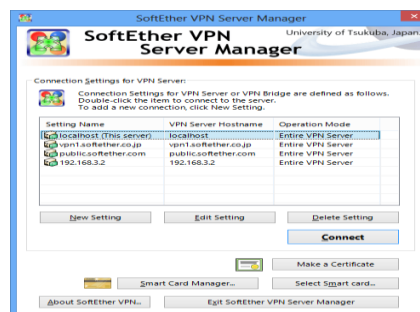 SoftEther VPN Server Manager
SoftEther VPN
Server Manager
University of Tsukuba, Japan.
Connection Settings for VPN Server:
Connection Settings for VPN Server or VPN Bridge are defined as follows.
Double-click the item to connect to the server.
To add a new connection, click New Setting.
Setting Name VPN Server Hostname Operation Mode
localhost (This server) localhost Entire VPN Server
vpn1.softether.co.jp vpn1.softether.co.jp Entire VPN Server
public.softether.com public.softether.com Entire VPN Server
192.168.3.2 192.168.3.2 Entire VPN Server
New Setting Edit Setting Delete Setting
Connect
Make a Certificate
Smart Card Manager... Select Smart card...
About SoftEther VPN... Exit SoftEther VPN Server Manager